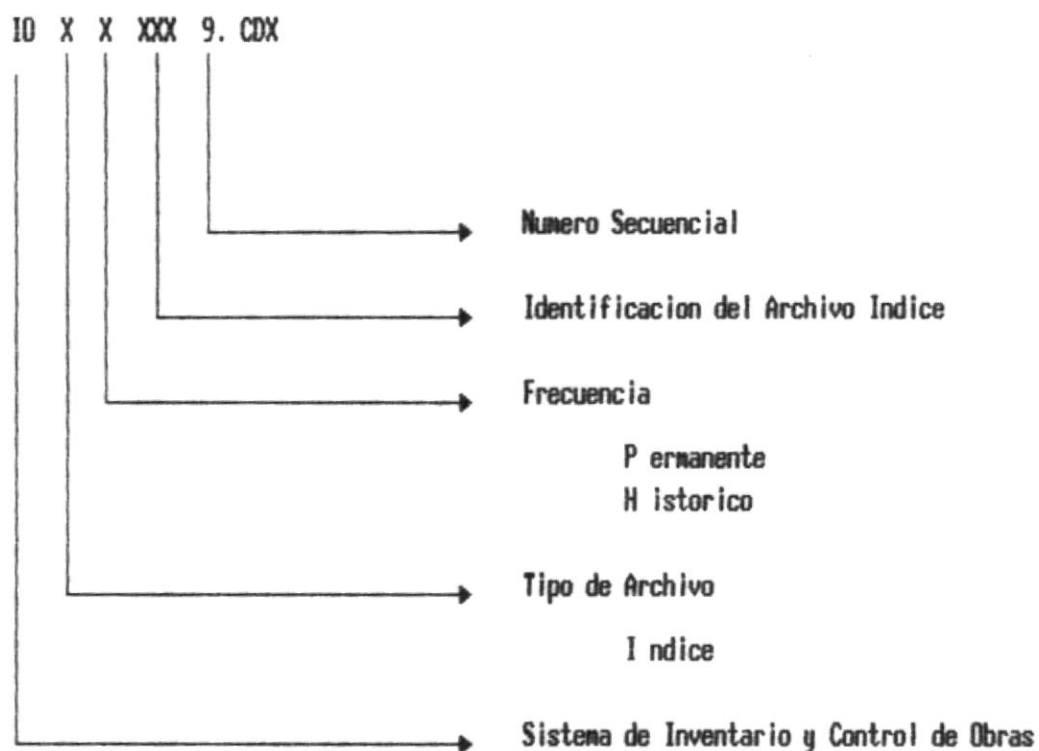 IO X X XXX 9. CDX
Numero Secuencial
Identificacion del Archivo Indice
Frecuencia
P ermanente
H istorico
Tipo de Archivo
I ndice
Sistema de Inventario y Control de Obras